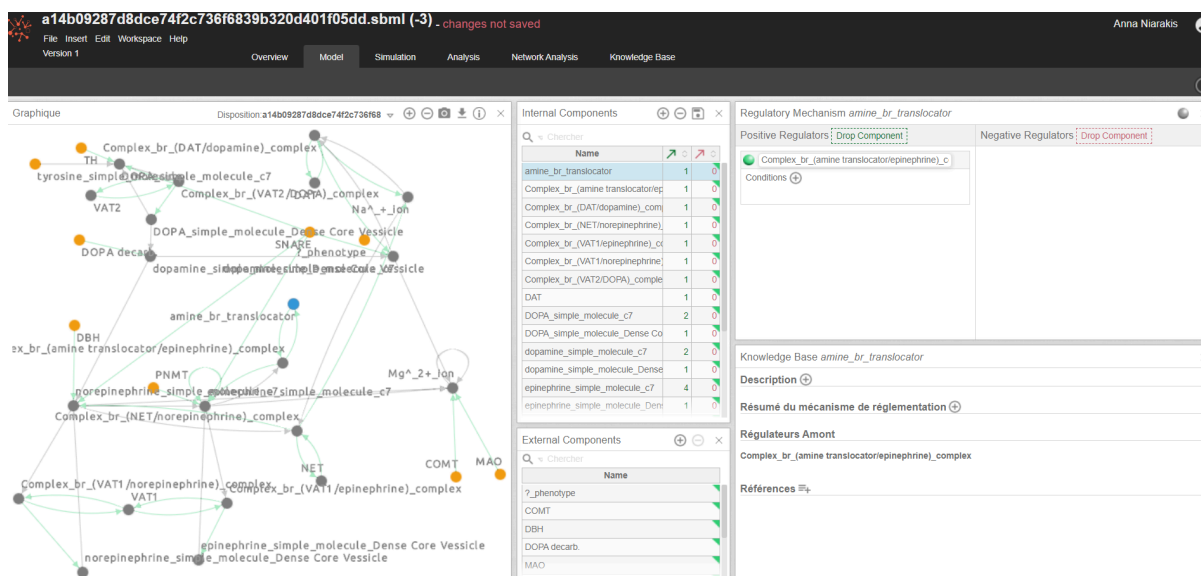 a14b09287d8dce74f2c736f6839b320d401f05dd.sbml (-3) - changes not saved
Anna Niarakis
File Insert Edit Workspace Help
Version 1
Overview Model Simulation Analysis Network Analysis Knowledge Base
Graphique
Disposition:a14b09287d8dce74f2c736f68
Complex_br_(DAT/dopamine)_complex
TH
Complex_br_(VAT2/DOPA)_complex
VAT2
Na^_+_ion
DOPA_simple_molecule_Dense Core Vessicle
SNARE
?_phenotype
DOPA decarb.
amine_br_translocator
DBH
ex_br_(amine translocator/epinephrine)_complex
PNMT
Mg^_2+_ion
Complex_br_(NET/norepinephrine)_complex
NET
COMT
MAO
Complex_br_(VAT1/norepinephrine)_complex
Complex_br_(VAT1/epinephrine)_complex
VAT1
epinephrine_simple_molecule_Dense Core Vessicle
norepinephrine_simple_molecule_Dense Core Vessicle
Internal Components
Chercher
Name
amine_br_translocator 1 0
Complex_br_(amine translocator/ep 1 0
Complex_br_(DAT/dopamine)_com 1 0
Complex_br_(NET/norepinephrine)_ 1 0
Complex_br_(VAT1/epinephrine)_cc 1 0
Complex_br_(VAT1/norepinephrine 1 0
Complex_br_(VAT2/DOPA)_comple 1 0
DAT 1 0
DOPA_simple_molecule_c7 2 0
DOPA_simple_molecule_Dense Co 1 0
dopamine_simple_molecule_c7 2 0
dopamine_simple_molecule_Dense 1 0
epinephrine_simple_molecule_c7 4 0
epinephrine_simple_molecule_Den 1 0
External Components
Chercher
Name
?_phenotype
COMT
DBH
DOPA decarb.
MAO
Regulatory Mechanism amine_br_translocator
Positive Regulators Drop Component
Negative Regulators Drop Component
Complex_br_(amine translocator/epinephrine)_c
Conditions
Knowledge Base amine_br_translocator
Description
Résumé du mécanisme de réglementation
Régulateurs Amont
Complex_br_(amine translocator/epinephrine)_complex
Références